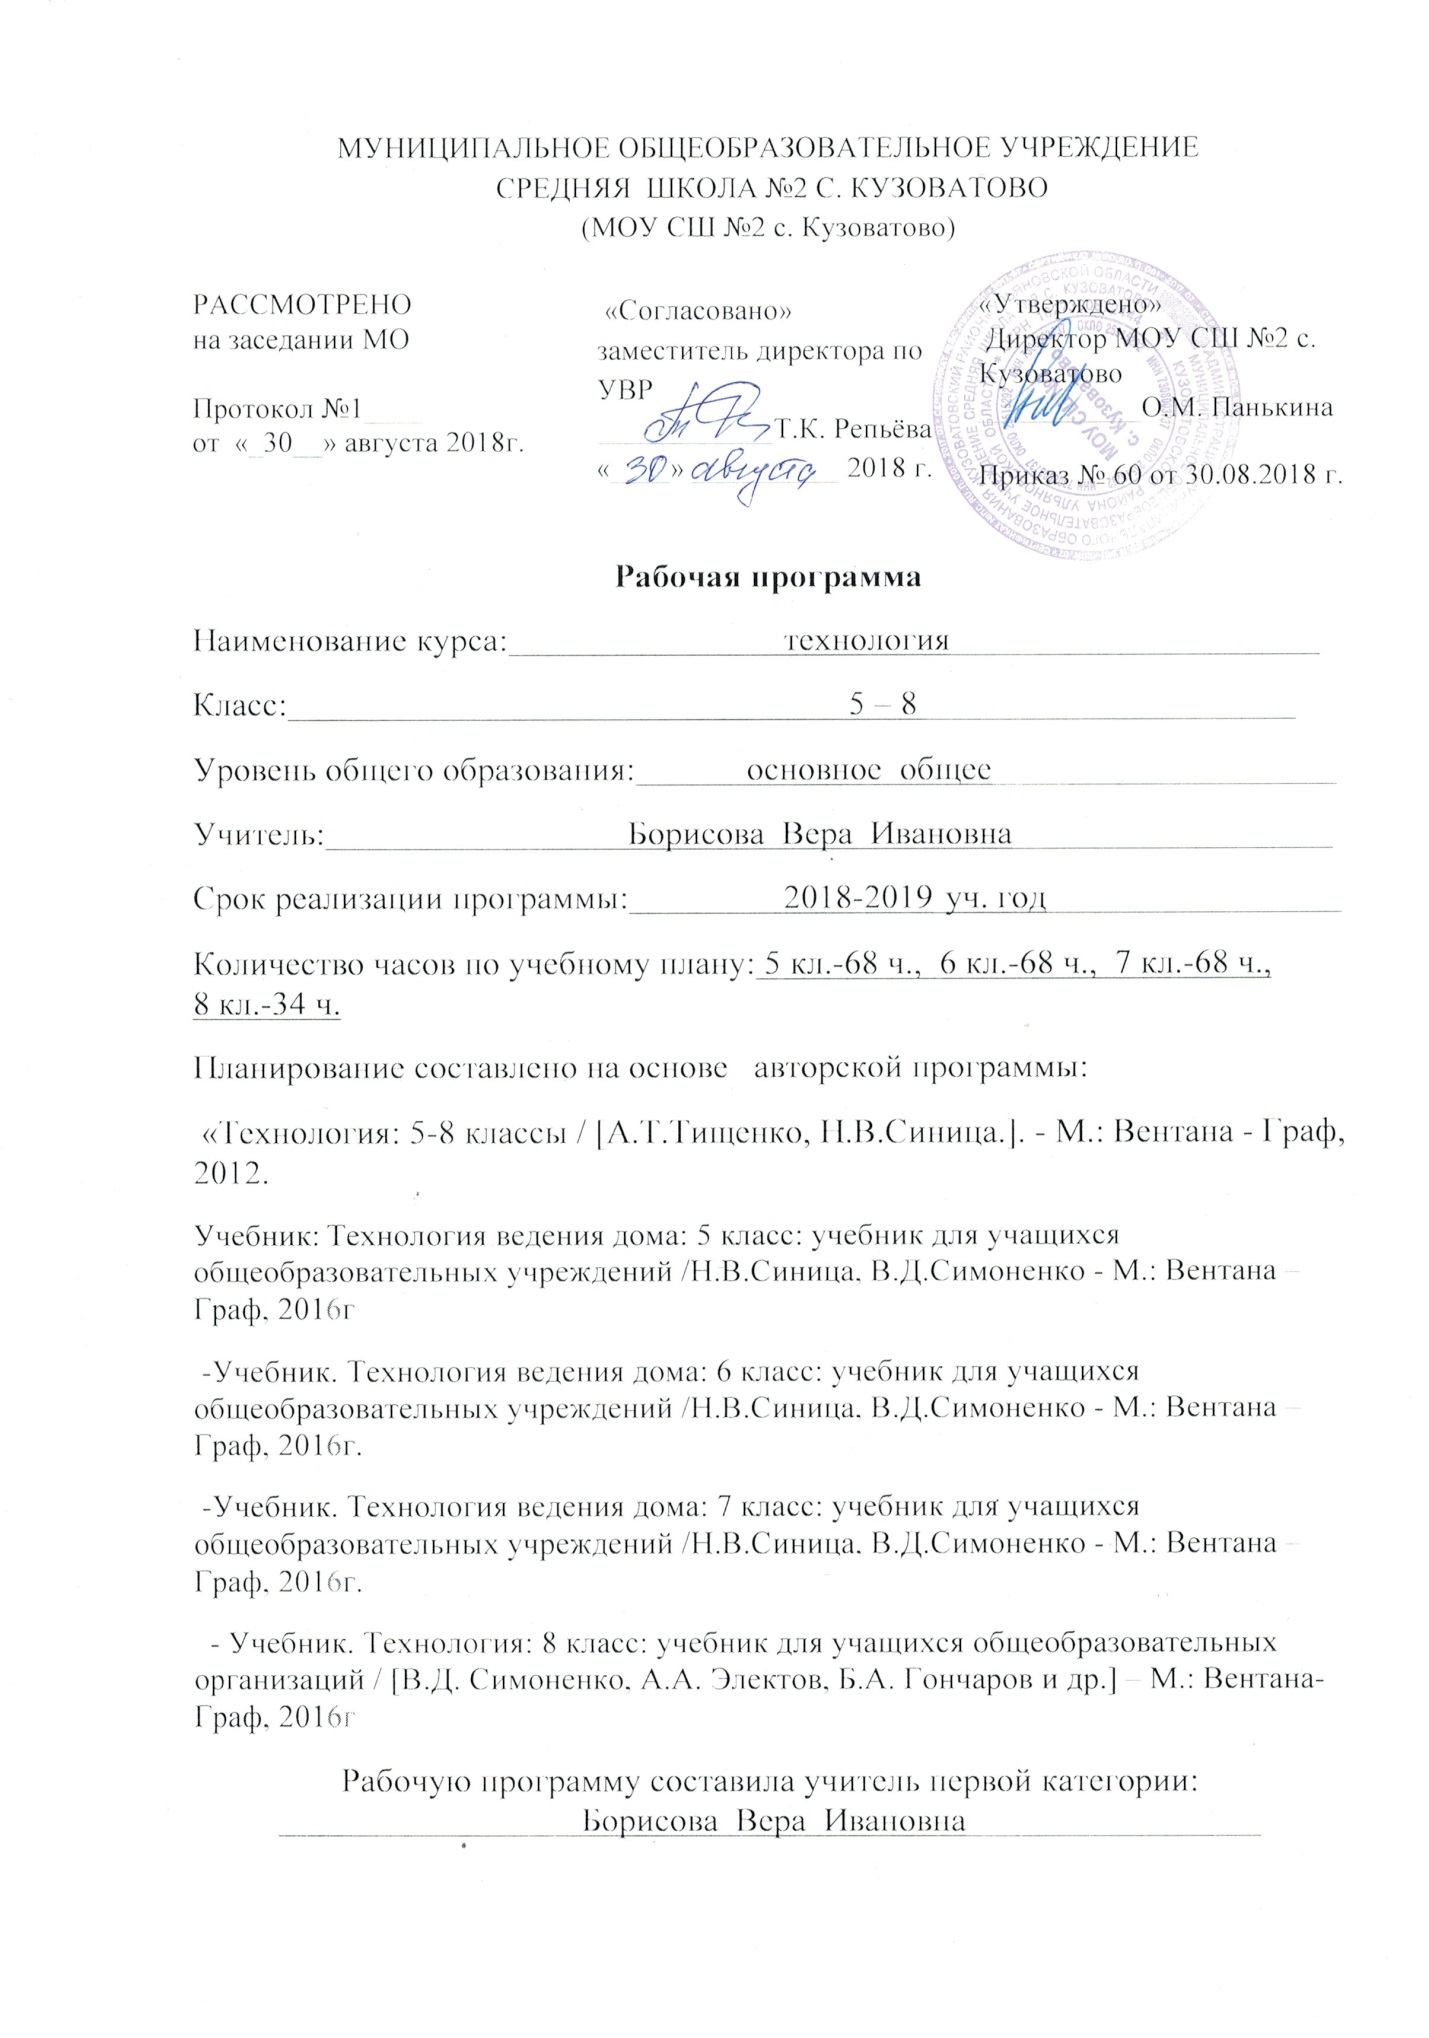 МУНИЦИПАЛЬНОЕ ОБЩЕОБРАЗОВАТЕЛЬНОЕ УЧРЕЖДЕНИЕ
СРЕДНЯЯ ШКОЛА №2 С. КУЗОВАТОВО
(МОУ СШ №2 с. Кузоватово)
РАССМОТРЕНО
на заседании МО
Протокол №1
от «_30__» августа 2018г.
«Согласовано»
заместитель директора по
УВР
Т.К. Репьёва
« 30 » августа 2018 г.
«Утверждено»
Директор МОУ СШ №2 с.
Кузоватово
О.М. Панькина
Приказ № 60 от 30.08.2018 г.
МОУ СШ №2
с. Кузоватово
Рабочая программа
Наименование курса: технология
Класс: 5 – 8
Уровень общего образования: основное общее
Учитель: Борисова Вера Ивановна
Срок реализации программы: 2018-2019 уч. год
Количество часов по учебному плану: 5 кл.-68 ч., 6 кл.-68 ч., 7 кл.-68 ч.,
8 кл.-34 ч.
Планирование составлено на основе авторской программы:
«Технология: 5-8 классы / [А.Т.Тищенко, Н.В.Синица.]. - М.: Вентана - Граф,
2012.
Учебник: Технология ведения дома: 5 класс: учебник для учащихся
общеобразовательных учреждений /Н.В.Синица, В.Д.Симоненко - М.: Вентана –
Граф, 2016г
-Учебник. Технология ведения дома: 6 класс: учебник для учащихся
общеобразовательных учреждений /Н.В.Синица, В.Д.Симоненко - М.: Вентана –
Граф, 2016г.
-Учебник. Технология ведения дома: 7 класс: учебник для учащихся
общеобразовательных учреждений /Н.В.Синица, В.Д.Симоненко - М.: Вентана –
Граф, 2016г.
- Учебник. Технология: 8 класс: учебник для учащихся общеобразовательных
организаций / [В.Д. Симоненко, А.А. Электов, Б.А. Гончаров и др.] – М.: Вентана-
Граф, 2016г
Рабочую программу составила учитель первой категории:
Борисова Вера Ивановна